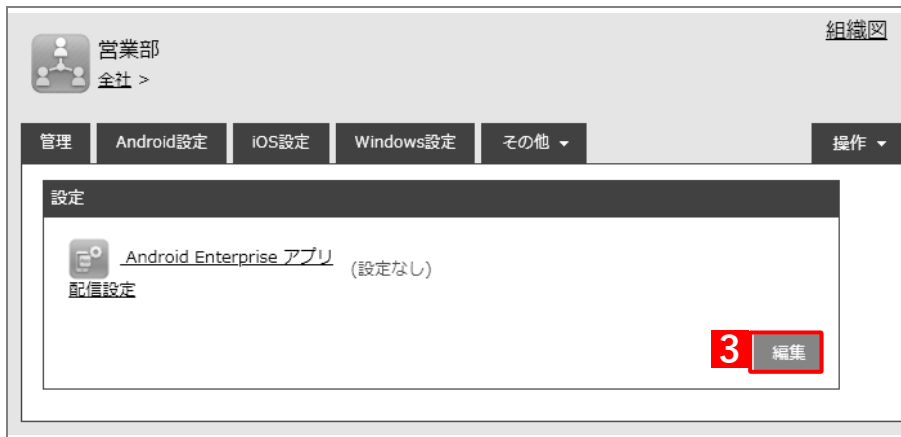 組織図
営業部
全社 >
管理 Android設定 iOS設定 Windows設定 その他 ▼ 操作 ▼
設定
Android Enterprise アプリ
配信設定
(設定なし)
3 編集